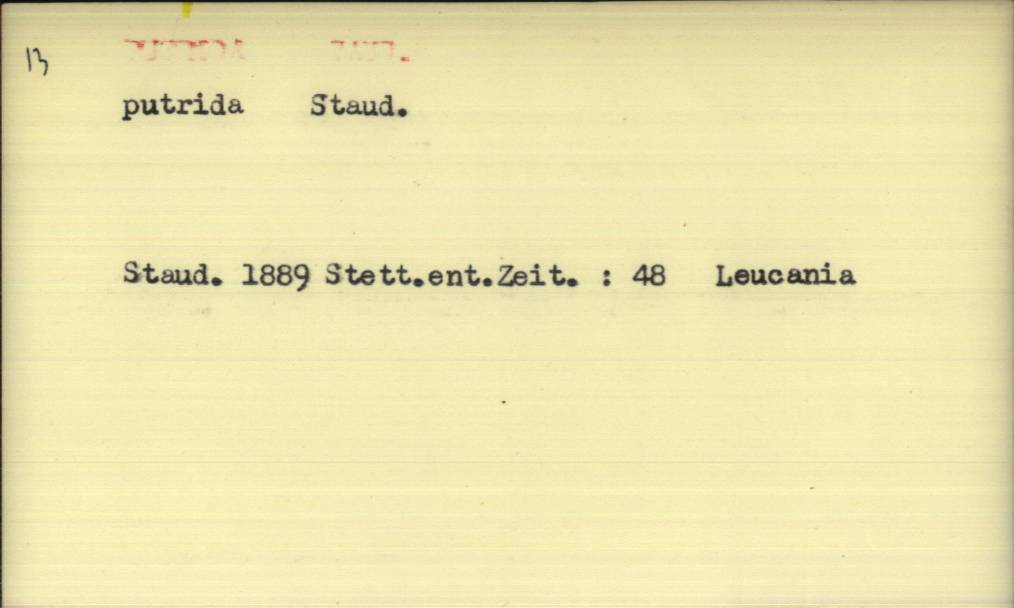 13
putrida Staud.
Staud. 1889 Stett.ent.Zeit. : 48 Leucania